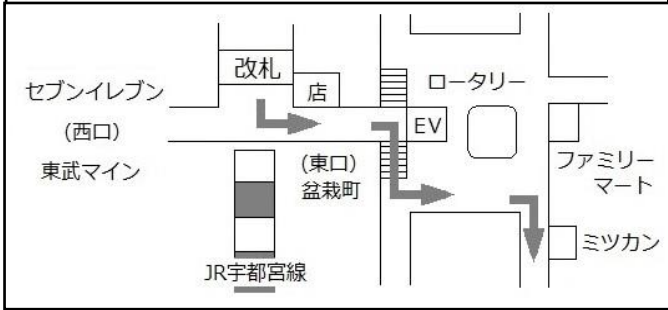 改札
店
ロータリー
セブンイレブン
(西口)
東武マイン
EV
(東口)
盆栽町
ファミリー
マート
ミツカン
JR宇都宮線